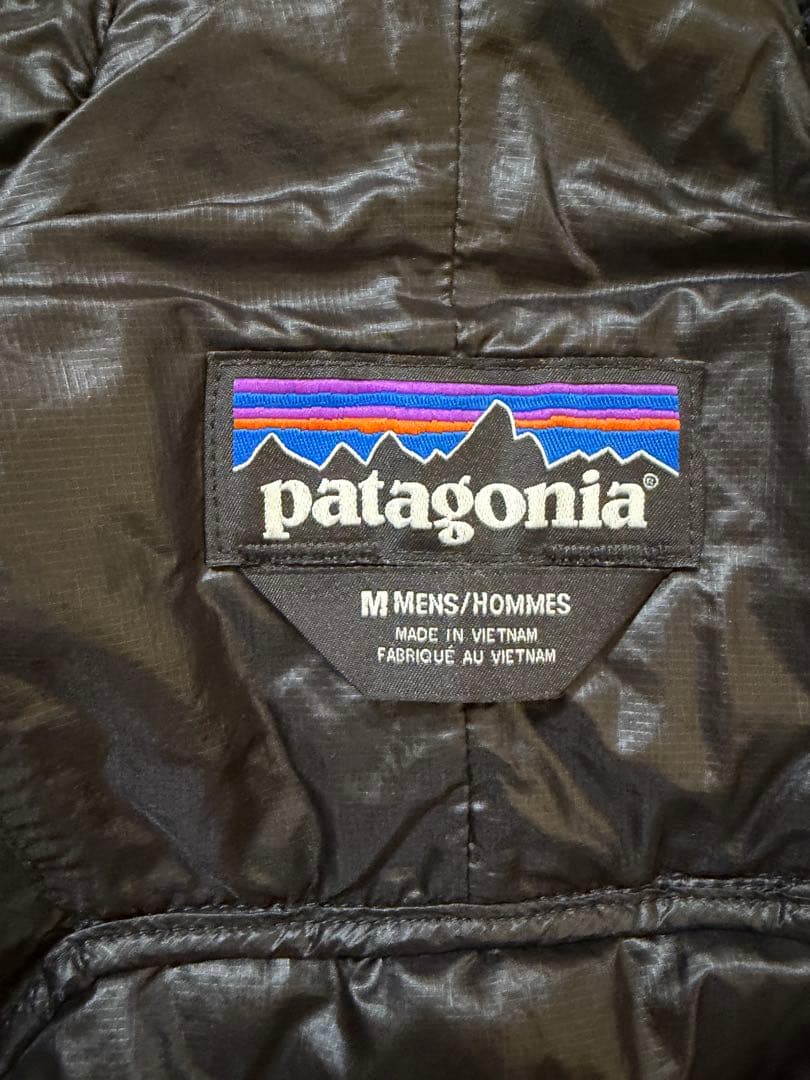 patagonia®
M MENS/HOMMES
MADE IN VIETNAM
FABRIQUÉ AU VIETNAM